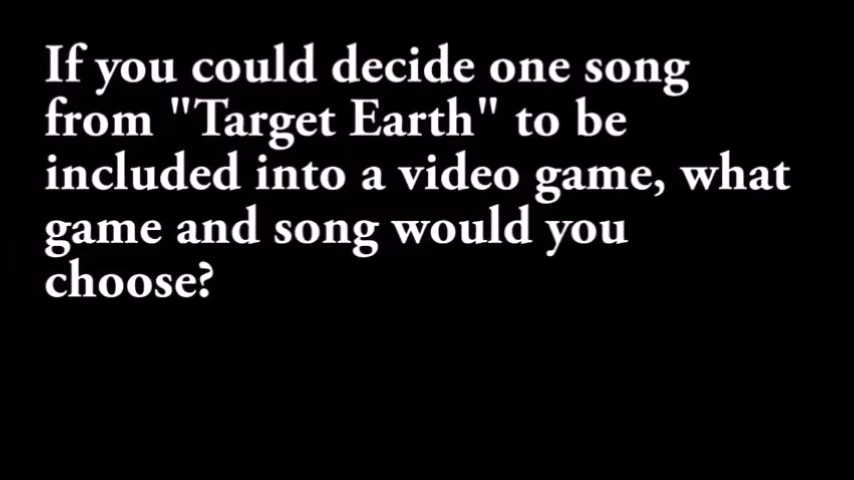 If you could decide one song
from "Target Earth" to be
included into a video game, what
game and song would you
choose?